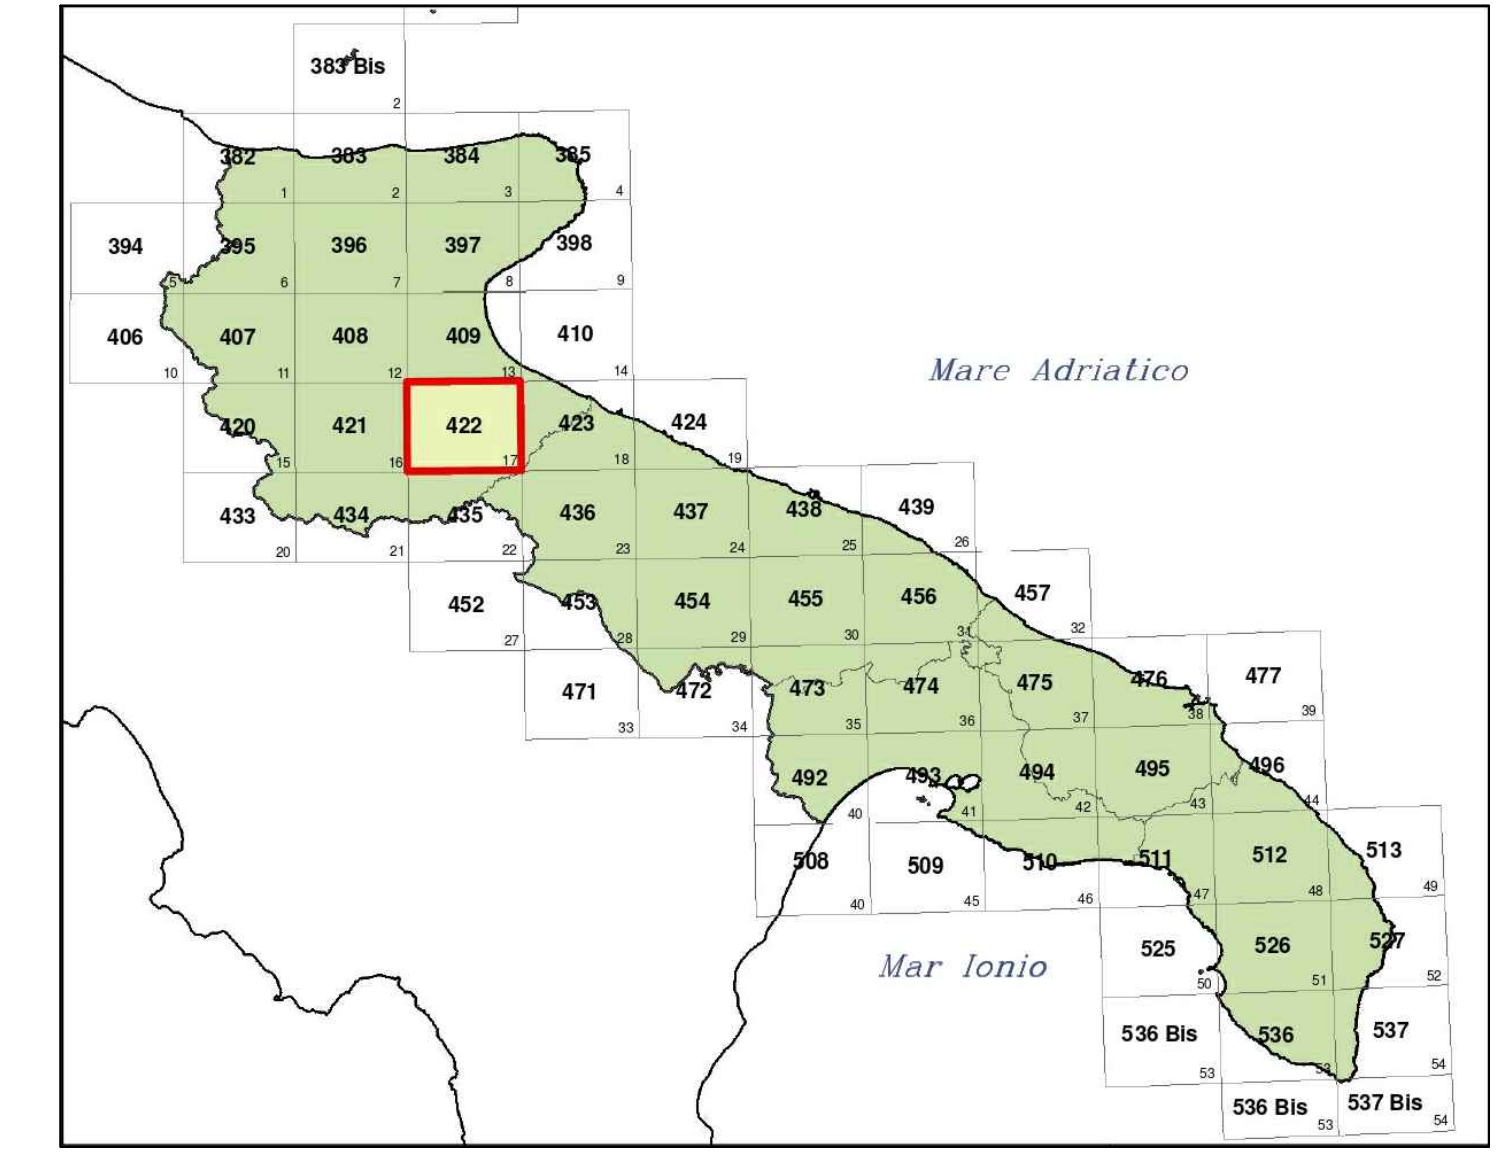 383 Bis
2
382 383 384 385
1 2 3 4
394 395 396 397 398
5 6 7 8 9
406 407 408 409 410
10 11 12 13 14
420 421 422 423 424
15 16 17 18 19
433 434 435 436 437 438 439
20 21 22 23 24 25 26
452 453 454 455 456 457
27 28 29 30 31 32
471 472 473 474 475 476 477
33 34 35 36 37 38 39
492 493 494 495 496
40 41 42 43 44
508 509 510 511 512 513
40 45 46 47 48 49
525 526 527
50 51 52
536 Bis 536 537
53 53 54
536 Bis 537 Bis
53 54
Mare Adriatico
Mar Ionio